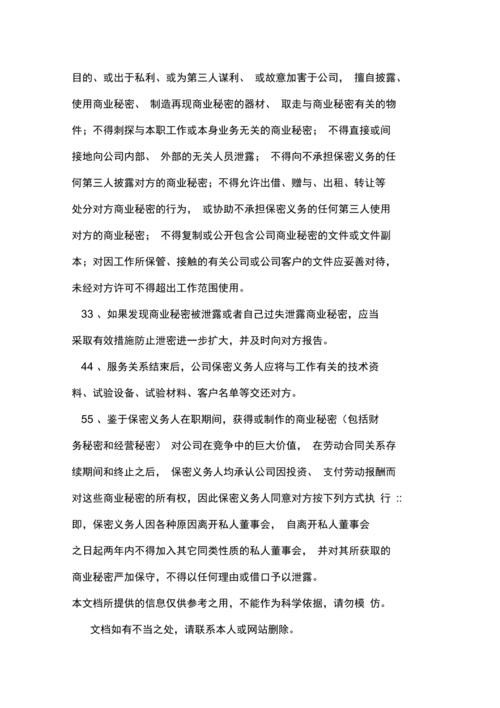 目的、或出于私利、或为第三人谋利、 或故意加害于公司， 擅自披露、
使用商业秘密、 制造再现商业秘密的器材、 取走与商业秘密有关的物
件；不得刺探与本职工作或本身业务无关的商业秘密； 不得直接或间
接地向公司内部、 外部的无关人员泄露； 不得向不承担保密义务的任
何第三人披露对方的商业秘密；不得允许出借、赠与、出租、转让等
处分对方商业秘密的行为， 或协助不承担保密义务的任何第三人使用
对方的商业秘密； 不得复制或公开包含公司商业秘密的文件或文件副
本；对因工作所保管、接触的有关公司或公司客户的文件应妥善对待，
未经对方许可不得超出工作范围使用。
33 、如果发现商业秘密被泄露或者自己过失泄露商业秘密，应当
采取有效措施防止泄密进一步扩大，并及时向对方报告。
44 、服务关系结束后，公司保密义务人应将与工作有关的技术资
料、试验设备、试验材料、客户名单等交还对方。
55 、鉴于保密义务人在职期间，获得或制作的商业秘密（包括财
务秘密和经营秘密） 对公司在竞争中的巨大价值， 在劳动合同关系存
续期间和终止之后， 保密义务人均承认公司因投资、 支付劳动报酬而
对这些商业秘密的所有权，因此保密义务人同意对方按下列方式执 行 ::
即，保密义务人因各种原因离开私人董事会， 自离开私人董事会
之日起两年内不得加入其它同类性质的私人董事会， 并对其所获取的
商业秘密严加保守，不得以任何理由或借口予以泄露。
本文档所提供的信息仅供参考之用，不能作为科学依据，请勿模 仿。
文档如有不当之处，请联系本人或网站删除。